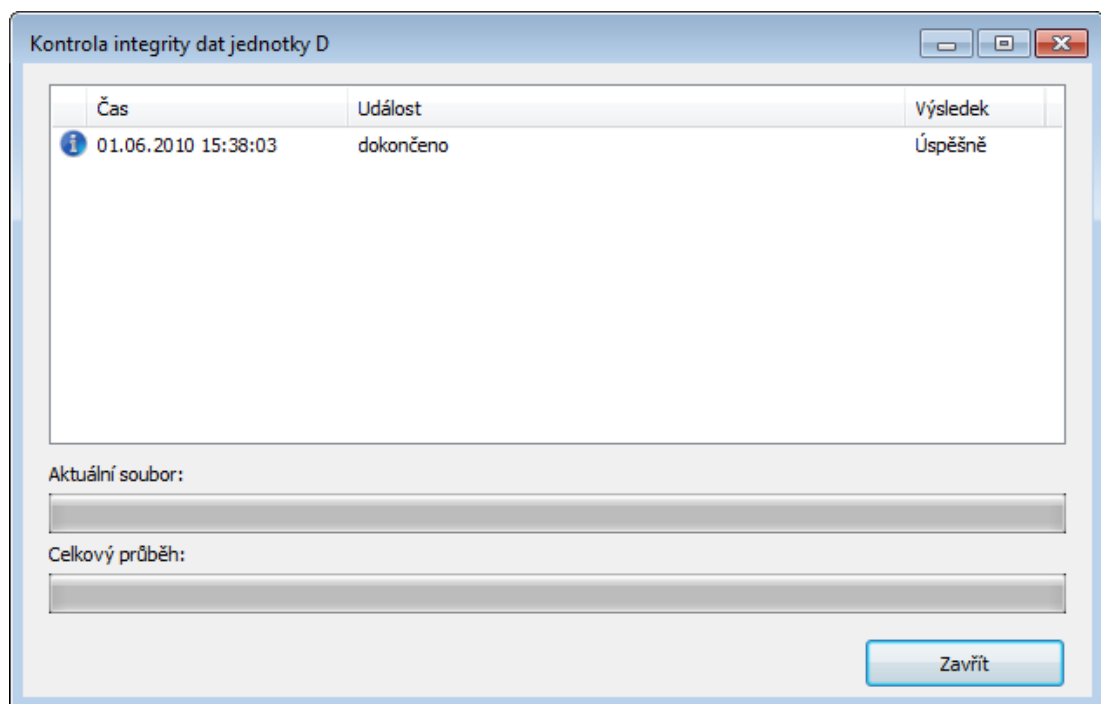 Kontrola integrity dat jednotky D
Čas Událost Výsledek
01.06.2010 15:38:03 dokončeno Úspěšně
Aktuální soubor:
Celkový průběh:
Zavřít